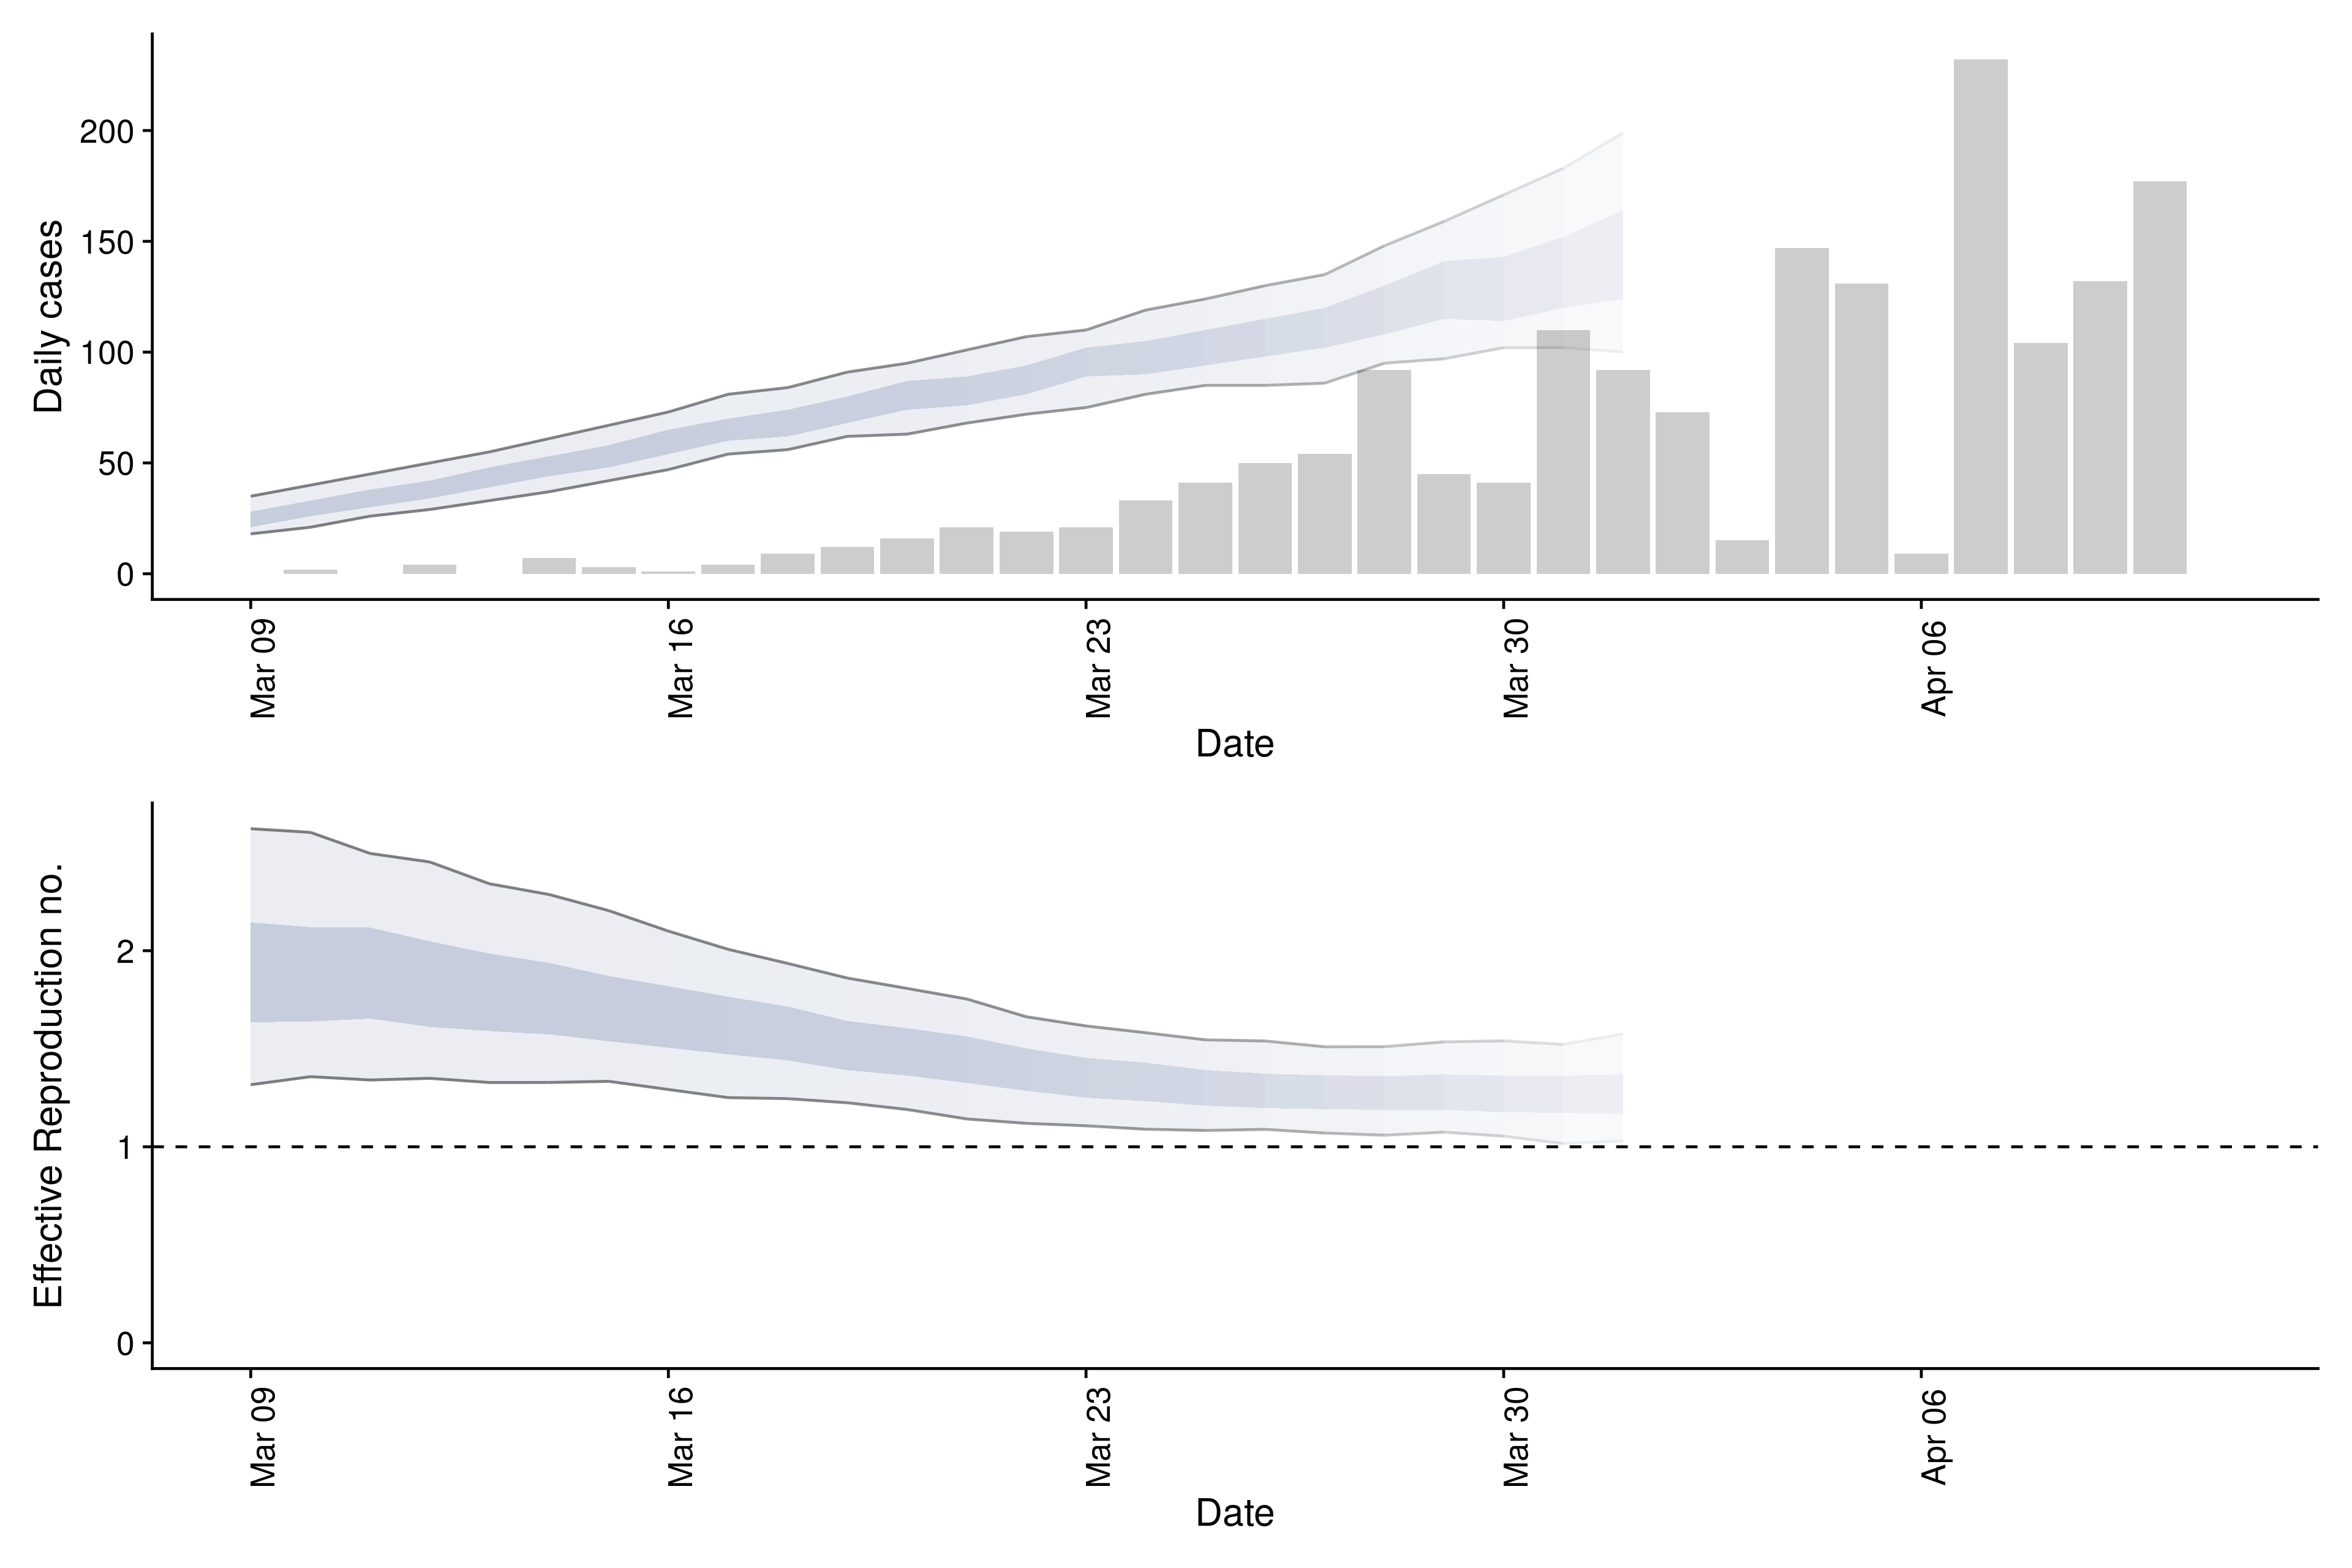 Daily cases
200
150
100
50
0
Mar 09
Mar 16
Mar 23
Mar 30
Apr 06
Date
Effective Reproduction no.
2
1
0
Mar 09
Mar 16
Mar 23
Mar 30
Apr 06
Date